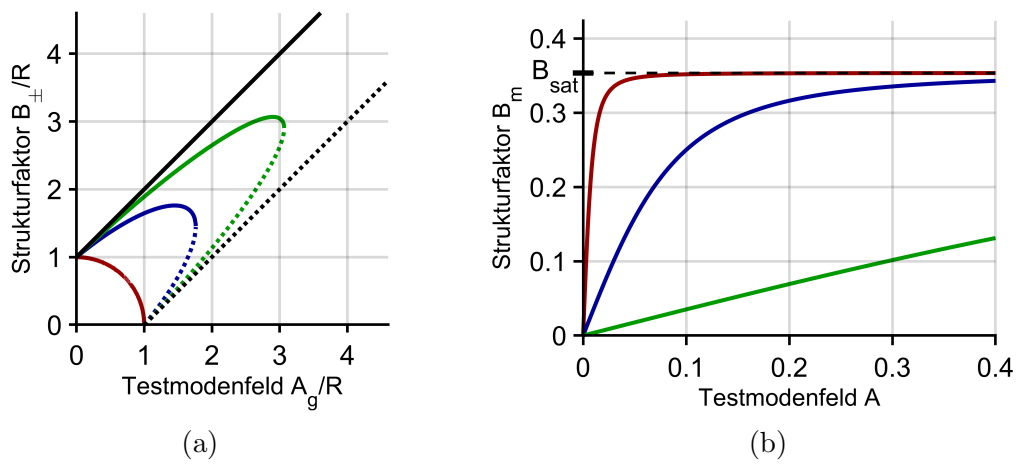 Strukturfaktor B±/R
4
3
2
1
0
0 1 2 3 4
Testmodenfeld Ag/R
(a)
Strukturfaktor Bm
0.4
Bsat
0.3
0.2
0.1
0
0 0.1 0.2 0.3 0.4
Testmodenfeld A
(b)